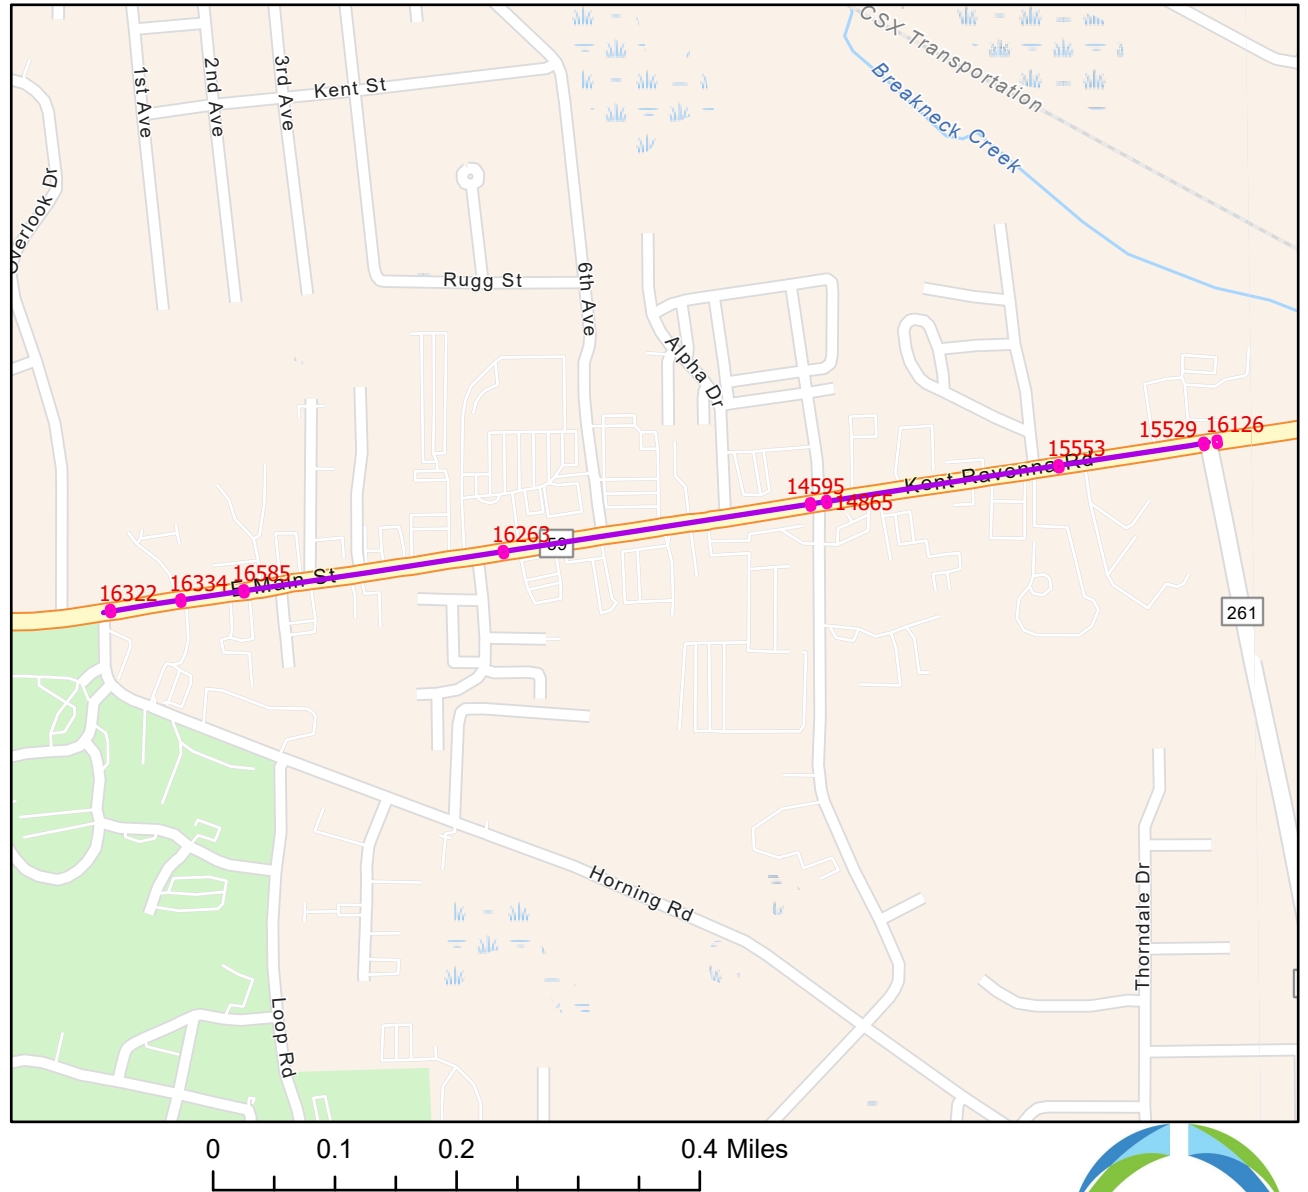 CSX Transportation
Breakneck Creek
1st Ave
2nd Ave
3rd Ave
Kent St
Overlook Dr
Rugg St
6th Ave
Alpha Dr
15529
16126
15553
Kent Ravenna Rd
14595
14865
16263
59
16585
16334
16322
E Main St
261
Horning Rd
Thorndale Dr
Loop Rd
0 0.1 0.2 0.4 Miles